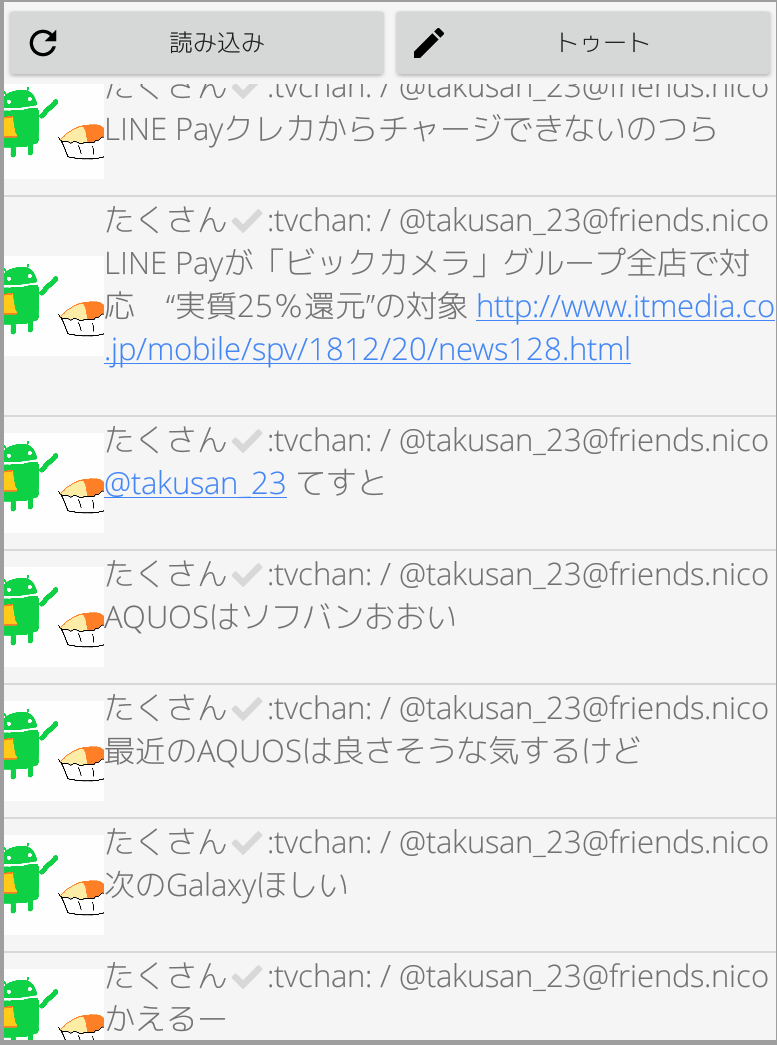 読み込み
トゥート
たくさん✔:tvchan: / @takusan_23@friends.nico
LINE Payクレカからチャージできないのつら
たくさん✔:tvchan: / @takusan_23@friends.nico
LINE Payが「ビックカメラ」グループ全店で対
応　“実質25％還元”の対象 http://www.itmedia.co
.jp/mobile/spv/1812/20/news128.html
たくさん✔:tvchan: / @takusan_23@friends.nico
@takusan_23 てすと
たくさん✔:tvchan: / @takusan_23@friends.nico
AQUOSはソフバンおおい
たくさん✔:tvchan: / @takusan_23@friends.nico
最近のAQUOSは良さそうな気するけど
たくさん✔:tvchan: / @takusan_23@friends.nico
次のGalaxyほしい
たくさん✔:tvchan: / @takusan_23@friends.nico
かえるー